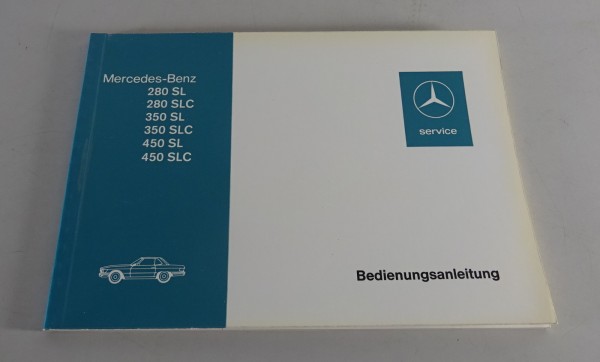 Mercedes-Benz
280 SL
280 SLC
350 SL
350 SLC
450 SL
450 SLC
service
Bedienungsanleitung